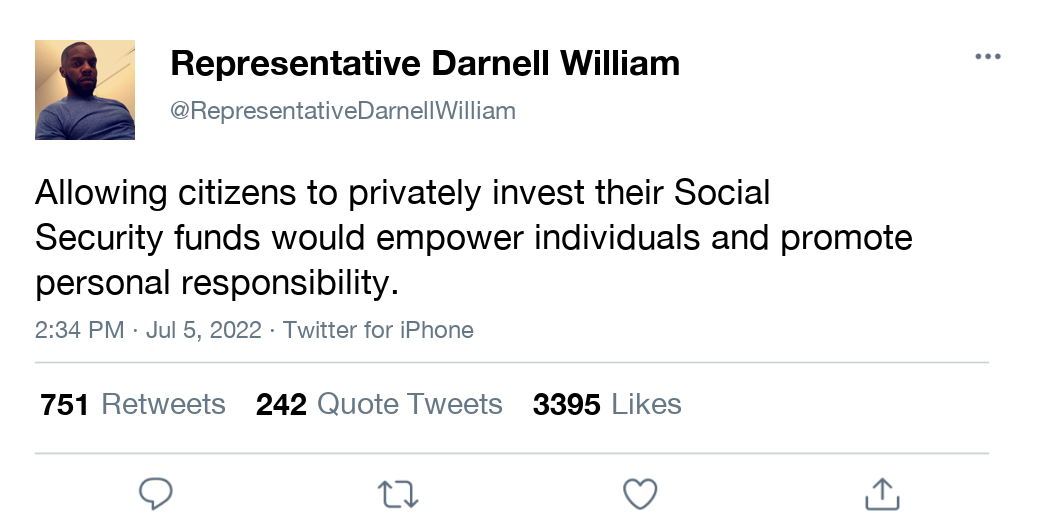 Representative Darnell William
@RepresentativeDarnellWilliam
Allowing citizens to privately invest their Social
Security funds would empower individuals and promote
personal responsibility.
2:34 PM · Jul 5, 2022 · Twitter for iPhone
751 Retweets 242 Quote Tweets 3395 Likes